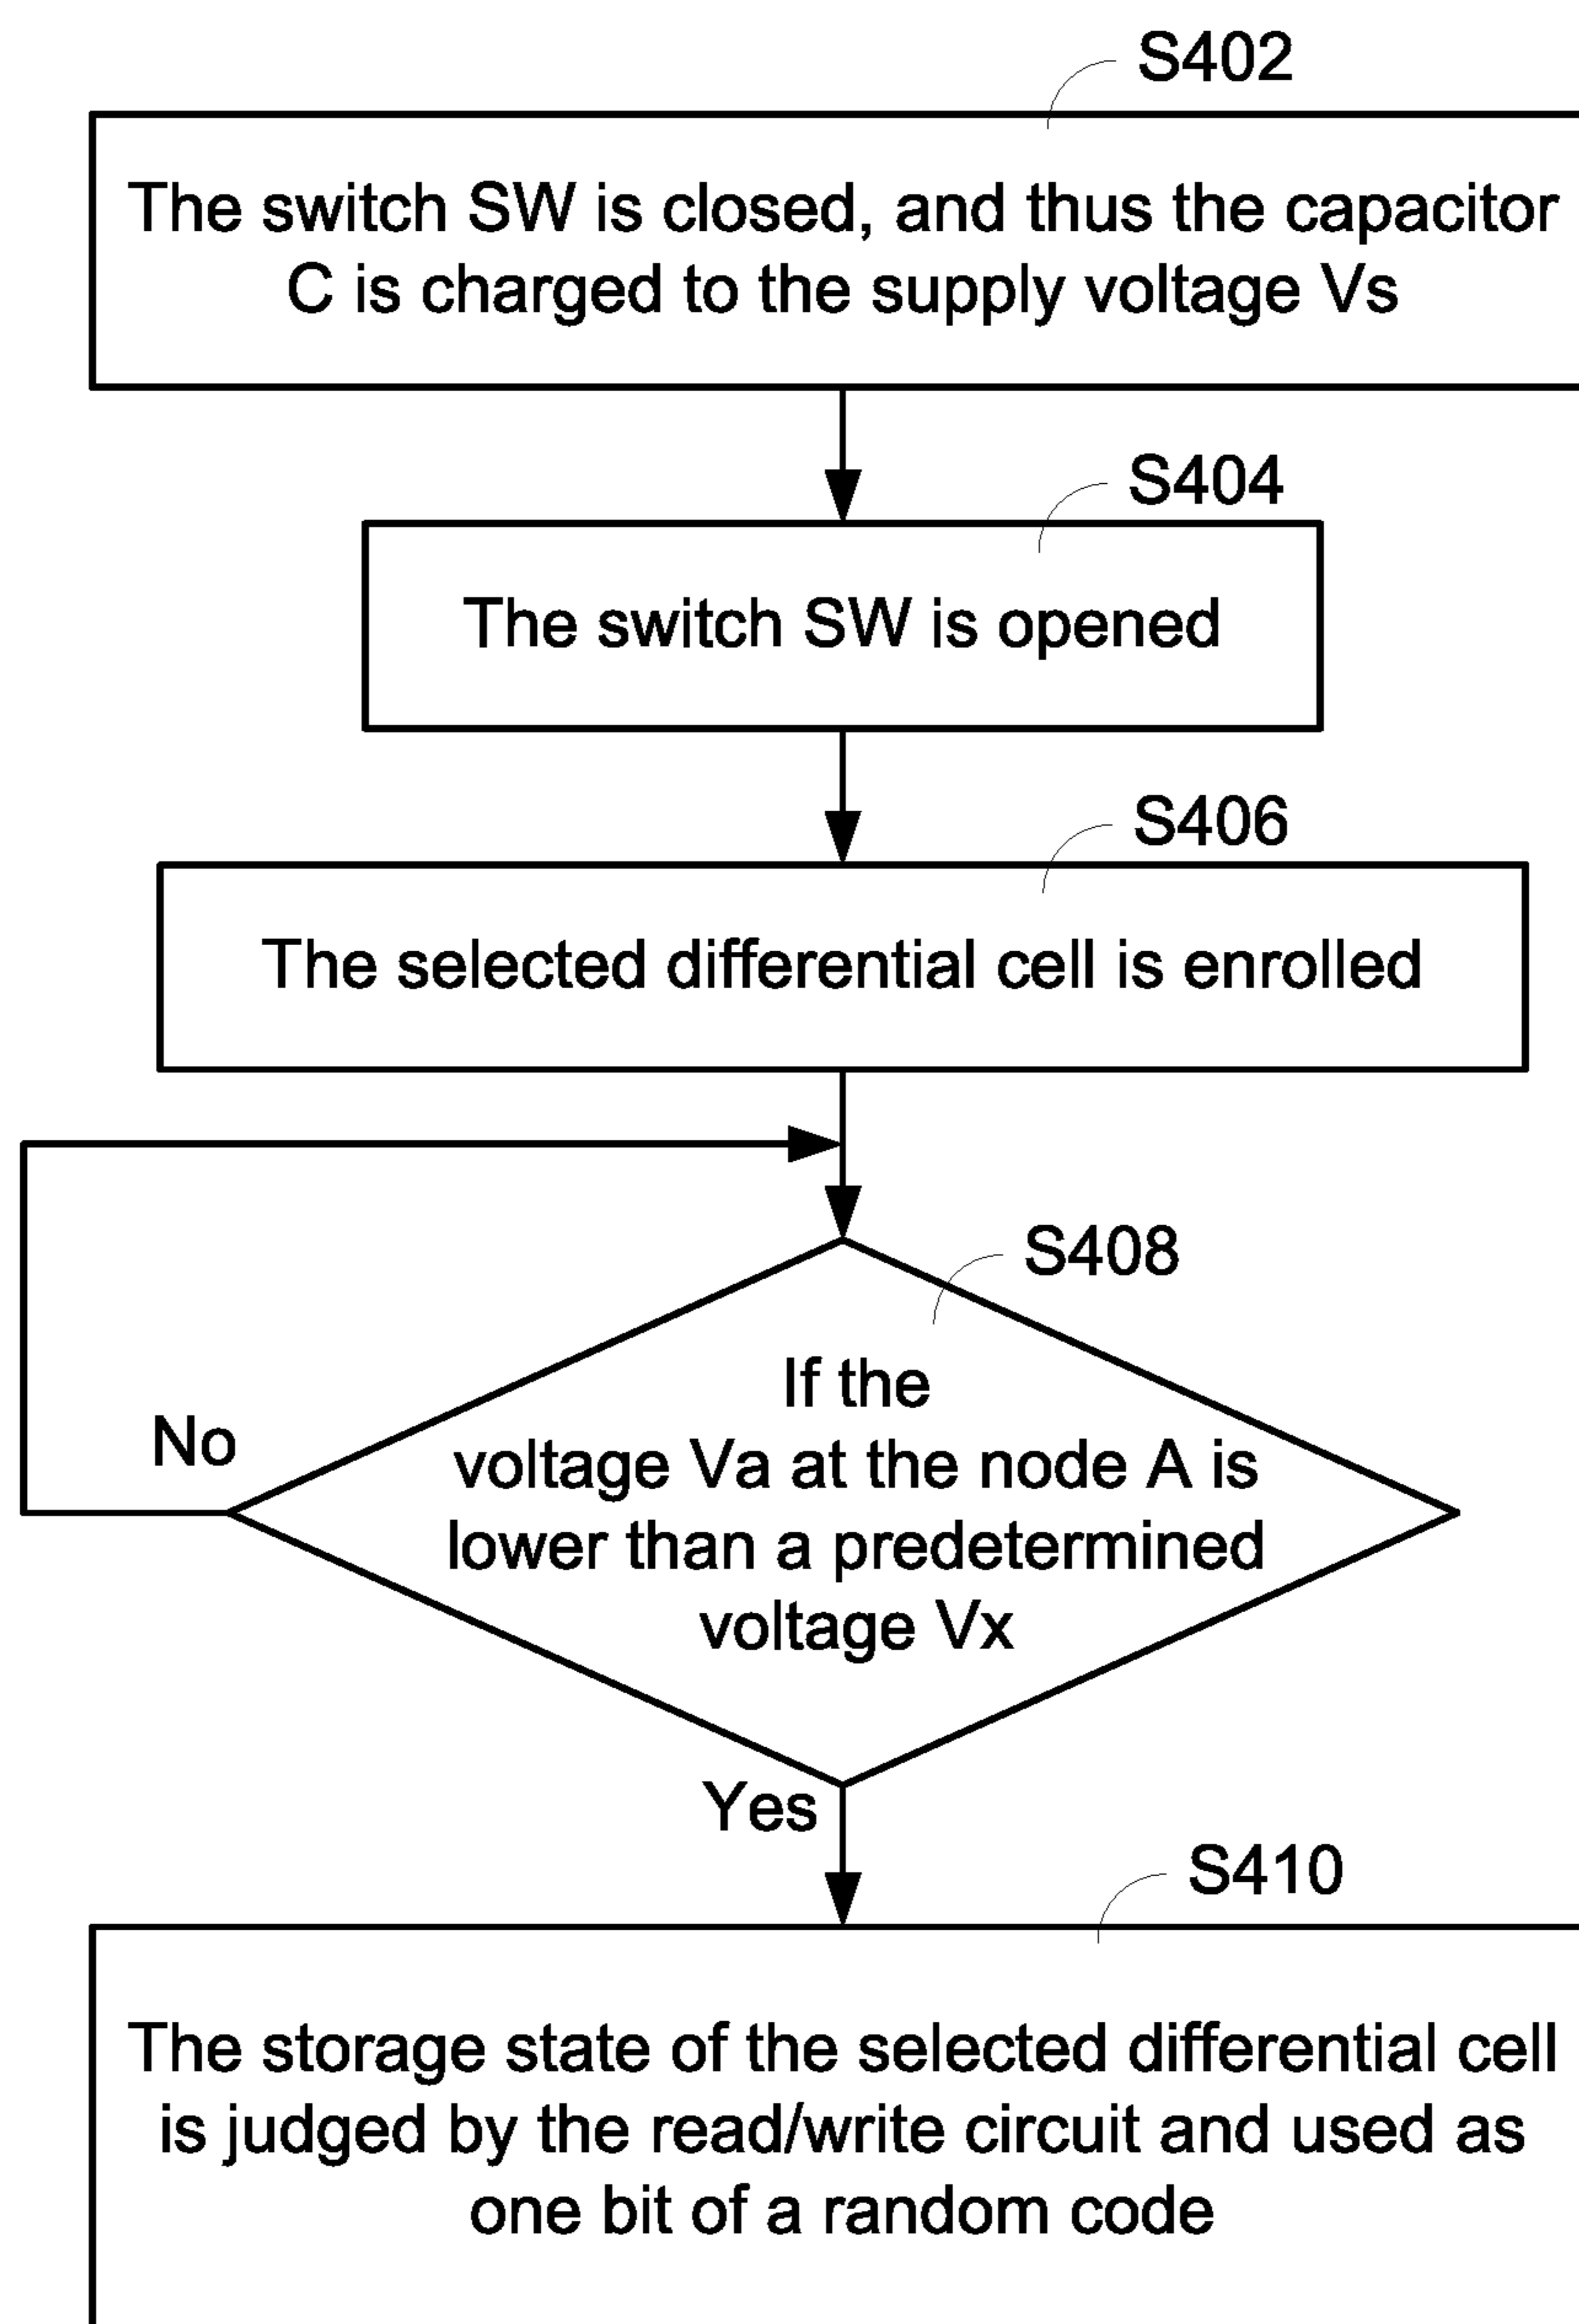 S402
The switch SW is closed, and thus the capacitor
C is charged to the supply voltage Vs
S404
The switch SW is opened
S406
The selected differential cell is enrolled
S408
If the
voltage Va at the node A is
lower than a predetermined
voltage Vx
No
Yes
S410
The storage state of the selected differential cell
is judged by the read/write circuit and used as
one bit of a random code